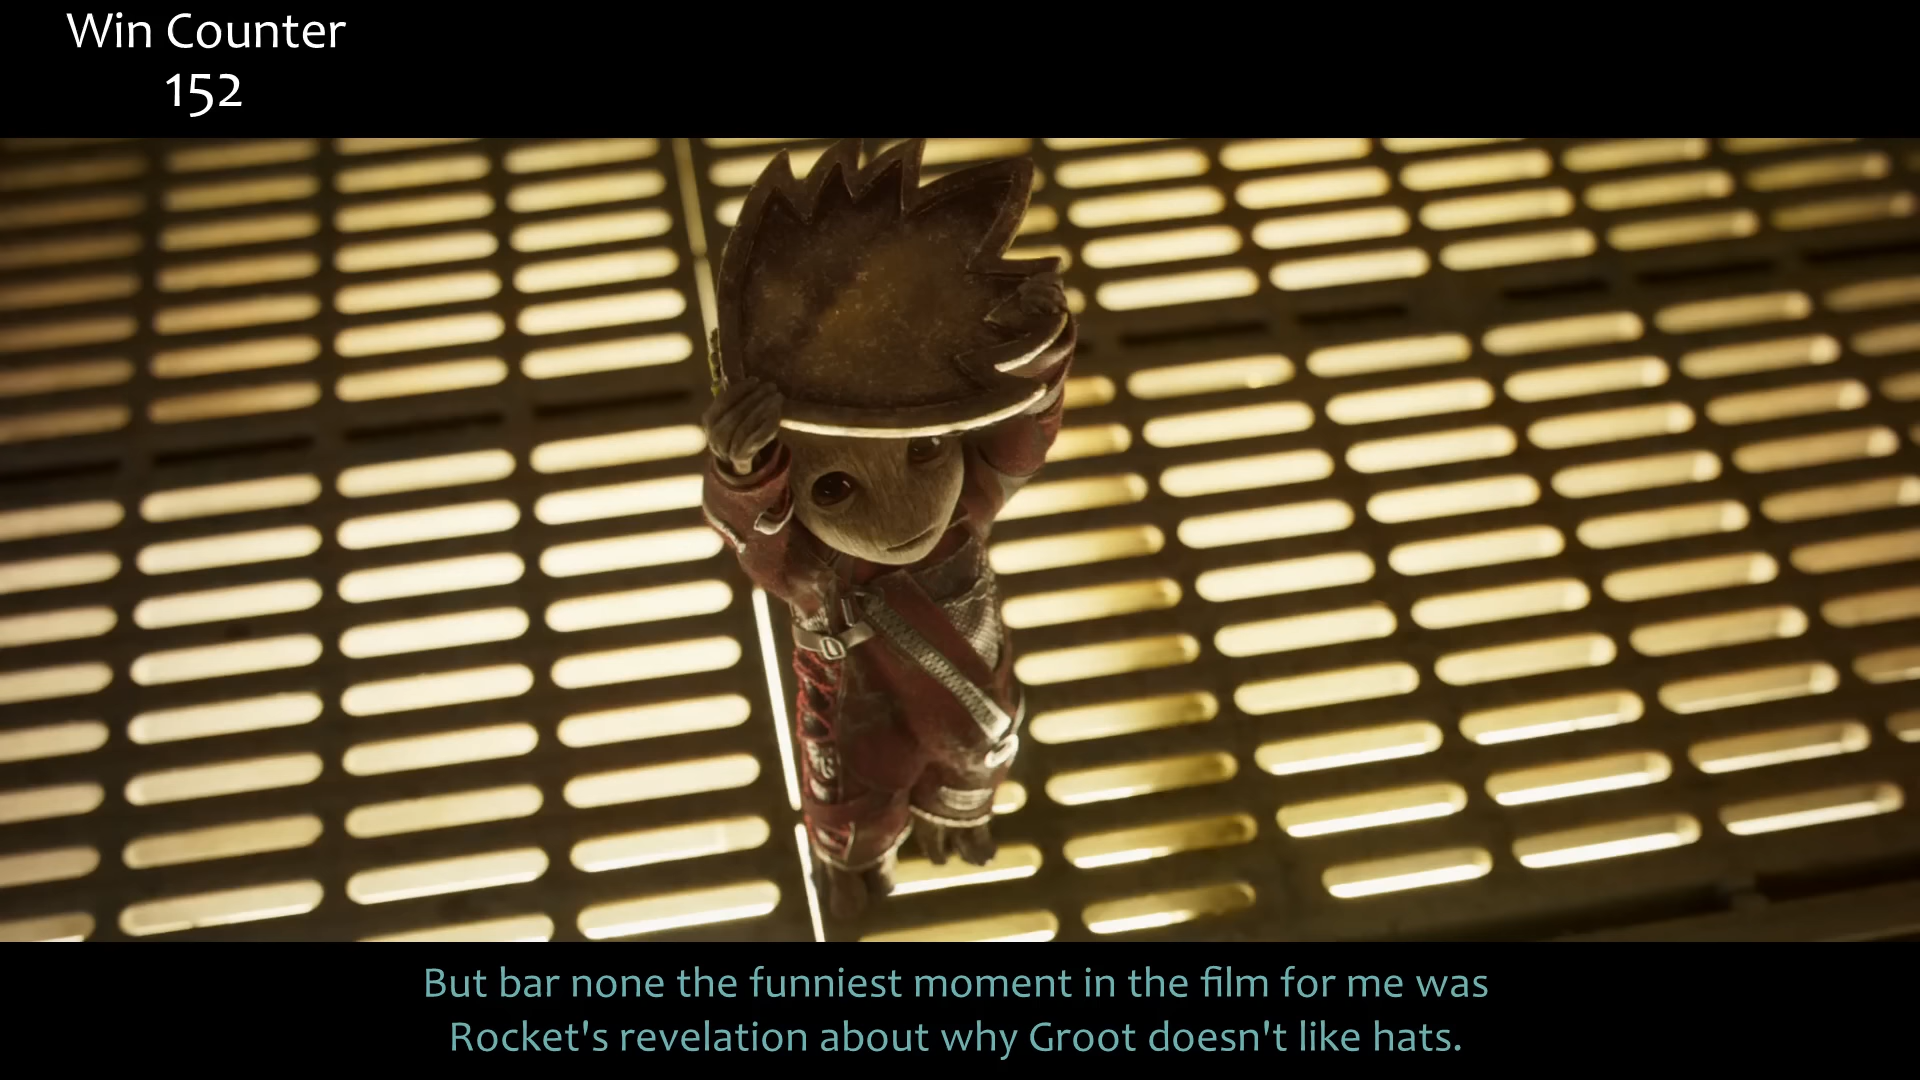 Win Counter
152
But bar none the funniest moment in the film for me was
Rocket's revelation about why Groot doesn't like hats.